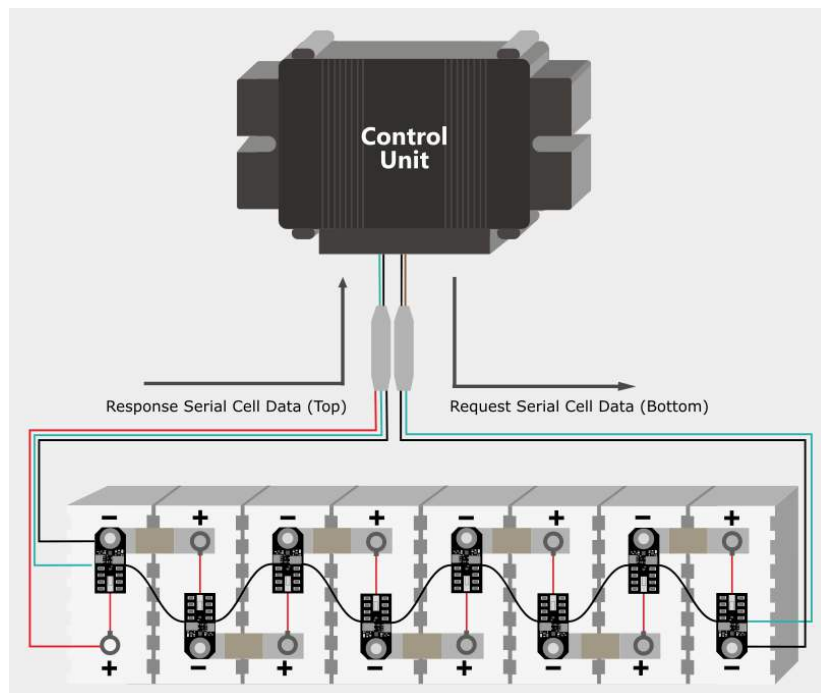 Control
Unit
Response Serial Cell Data (Top)
Request Serial Cell Data (Bottom)
− + − + − + − +
+ − + − + − + −